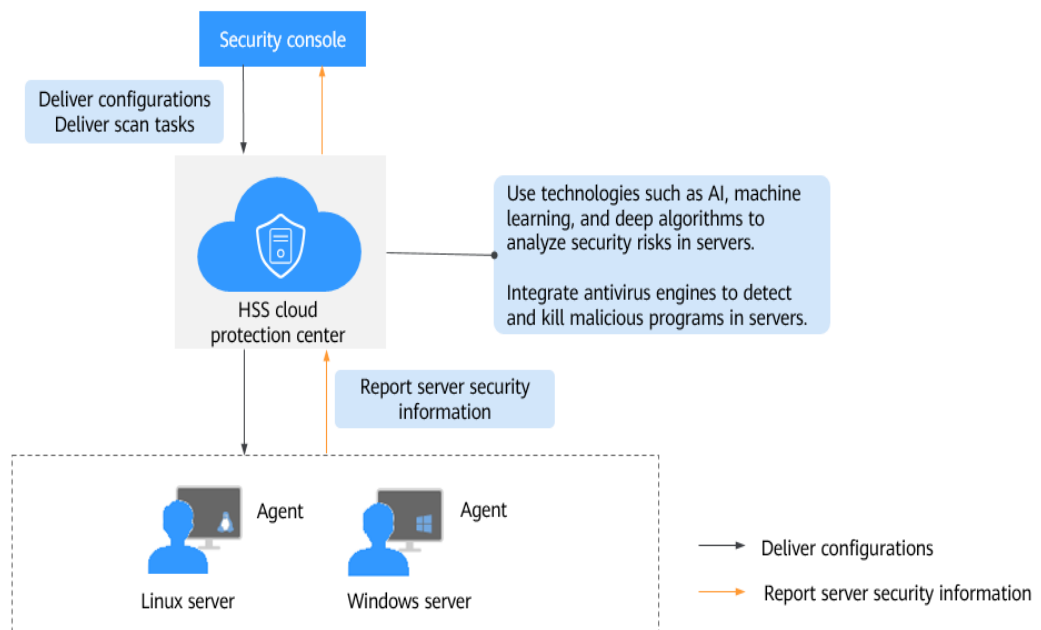 Security console
Deliver configurations
Deliver scan tasks
Use technologies such as AI, machine
learning, and deep algorithms to
analyze security risks in servers.
Integrate antivirus engines to detect
and kill malicious programs in servers.
HSS cloud
protection center
Report server security
information
Agent
Agent
Linux server
Windows server
Deliver configurations
Report server security information